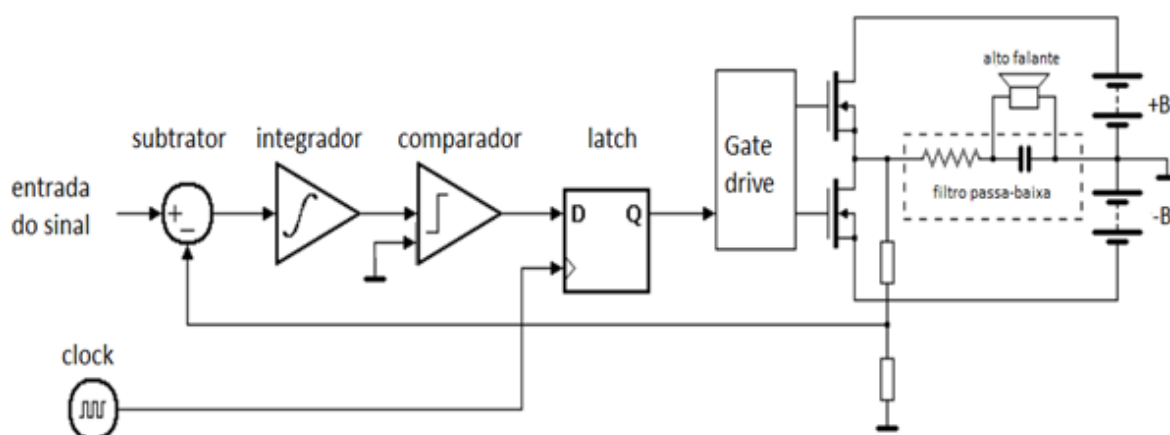 alto falante
+B
subtrator
integrador
comparador
latch
Gate
drive
entrada
do sinal
+
−
D
Q
filtro passa-baixa
-B
clock